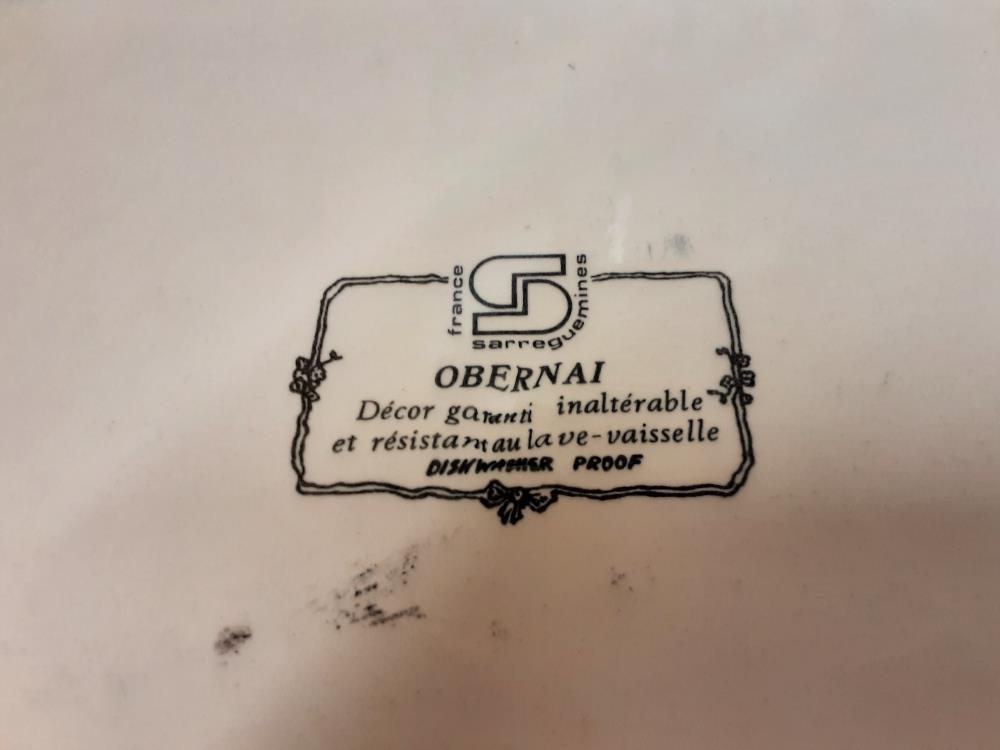 france
S
sarreguemines
OBERNAI
Décor garanti inaltérable
et résistant au lave-vaisselle
DISHWASHER PROOF